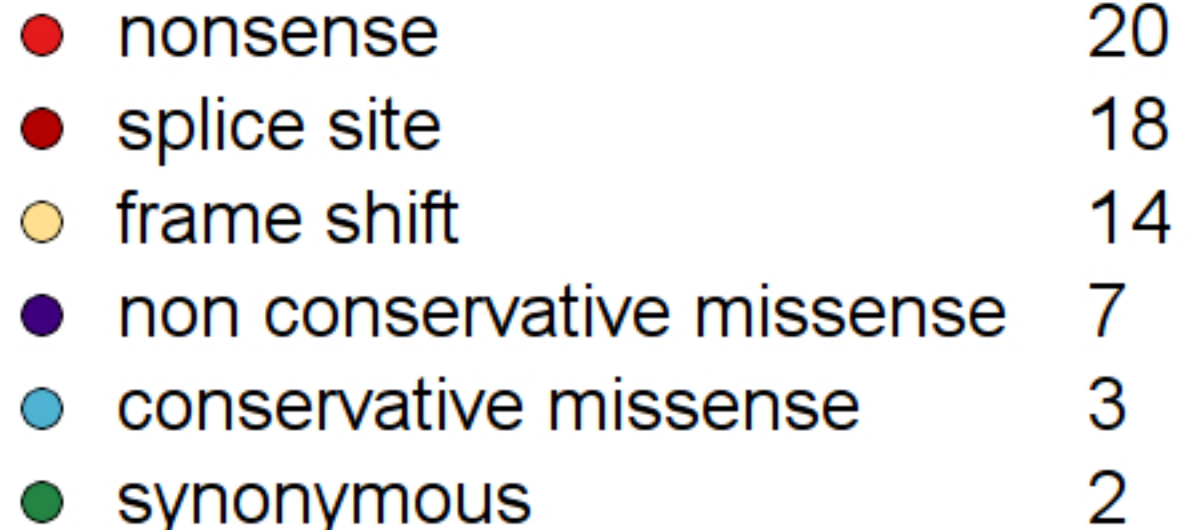 nonsense 20
splice site 18
frame shift 14
non conservative missense 7
conservative missense 3
synonymous 2